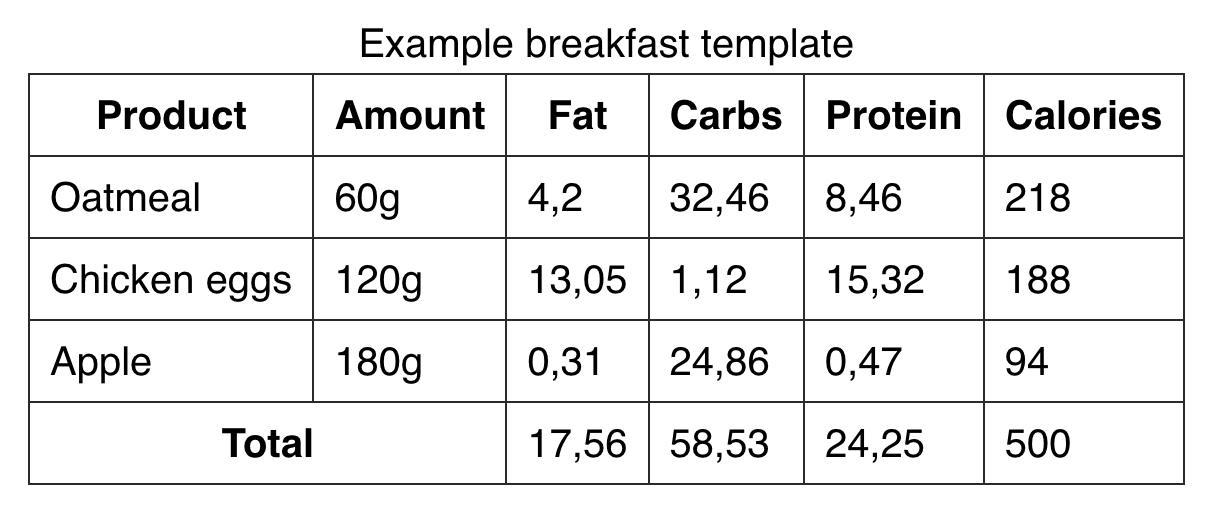 Example breakfast template
Product Amount Fat Carbs Protein Calories
Oatmeal 60g 4,2 32,46 8,46 218
Chicken eggs 120g 13,05 1,12 15,32 188
Apple 180g 0,31 24,86 0,47 94
Total 17,56 58,53 24,25 500